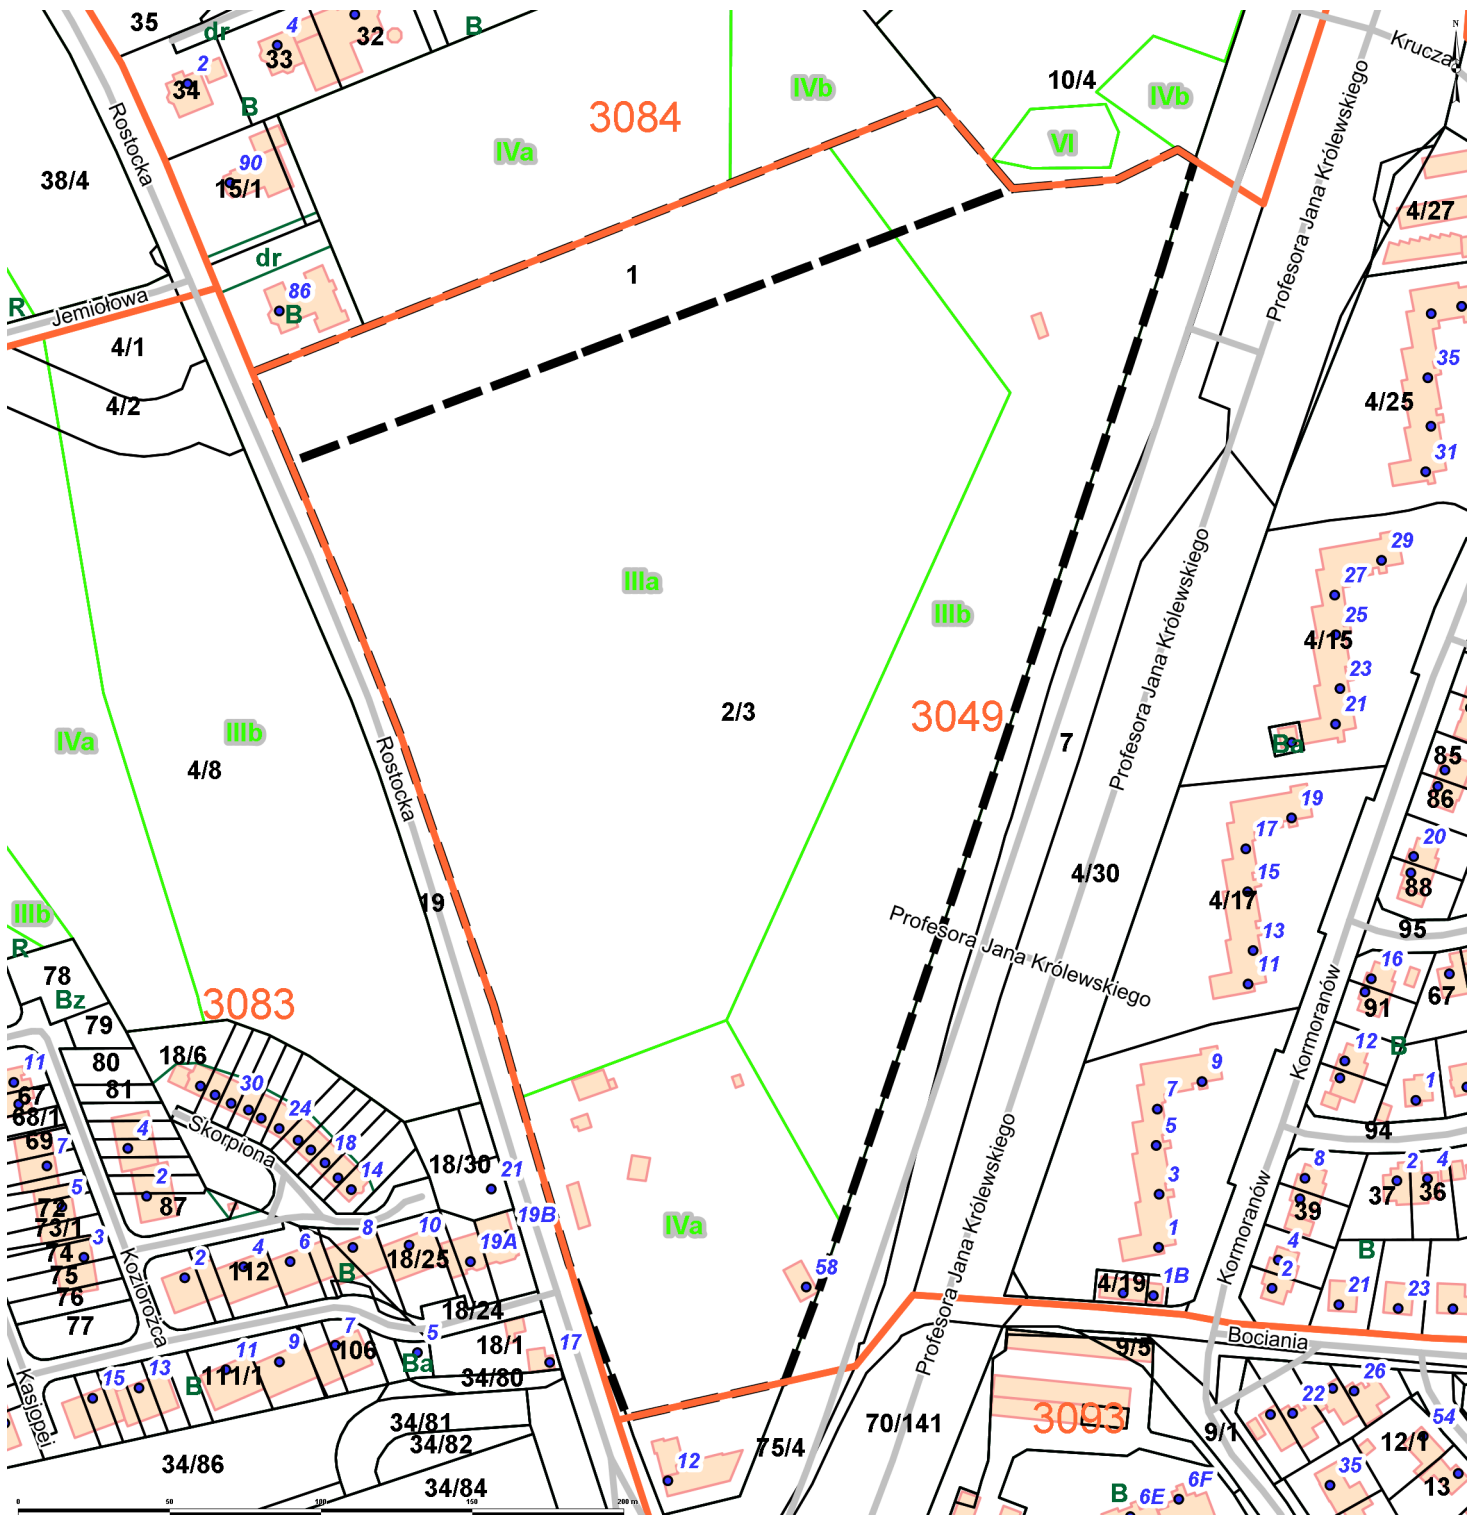 35
dr
4
32
B
33
2
34
B
Krucza
N
10/4
IVb
IVb
3084
IVa
VI
Rostocka
90
15/1
38/4
4/27
Profesora Jana Królewskiego
dr
1
86
B
R
Jemiołowa
4/1
4/2
35
4/25
31
29
27
25
4/15
23
21
Ba
IIIa
IIIb
Profesora Jana Królewskiego
2/3
3049
7
IVa
IIIb
4/8
Rostocka
85
86
19
17
20
15
88
4/17
4/30
19
95
13
11
Profesora Jana Królewskiego
IIIb
R
78
Bz
3083
79
16
67
91
12
B
Kormoranów
80
18/6
81
11
67
68/1
30
24
18
14
Skorpiona
69
7
4
5
2
72
73/1
87
3
74
75
76
77
Koziorożca
9
7
5
3
1
1
94
18/30
21
19B
19A
10
8
6
4
2
112
B
18/25
8
39
2
4
37
36
B
Kormoranów
4
2
IVa
58
4/19
1B
21
23
Profesora Jana Królewskiego
18/24
18/1
5
Ba
17
34/80
7
106
9
11
111/1
B
13
15
Kasjopei
Bociania
9/5
34/81
34/82
34/84
34/86
3093
70/141
75/4
12
9/1
22
26
54
12/1
35
13
B
6E
6F
0
50
100
150
200 m